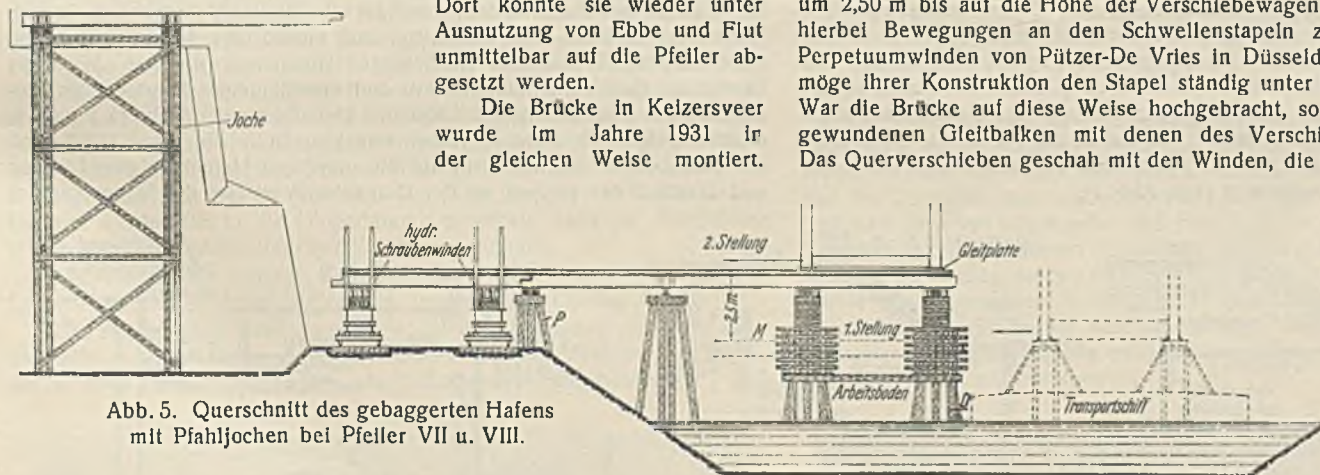 Dort konnte sie wieder unter
Ausnutzung von Ebbe und Flut
unmittelbar auf die Pfeiler ab-
gesetzt werden.
Die Brücke in Keizersveer
wurde im Jahre 1931 in
der gleichen Weise montiert.
um 2,50 m bis auf die Höhe der Verschiebewagen
hierbei Bewegungen an den Schwellenstapeln
Perpetuumwinden von Pützer-De Vries in
möge ihrer Konstruktion den Stapel ständig unter
War die Brücke auf diese Weise hochgebracht, so
gewundenen Gleitbalken mit denen des
Das Querverschieben geschah mit den Winden, die
Joche
hydr.
Schraubenwinden
P
2. Stellung
Gleitplatte
2,5 m
M
1. Stellung
Arbeitsboden
Transportschiff
Abb. 5. Querschnitt des gebaggerten Hafens
mit Pfahljochen bei Pfeiler VII u. VIII.